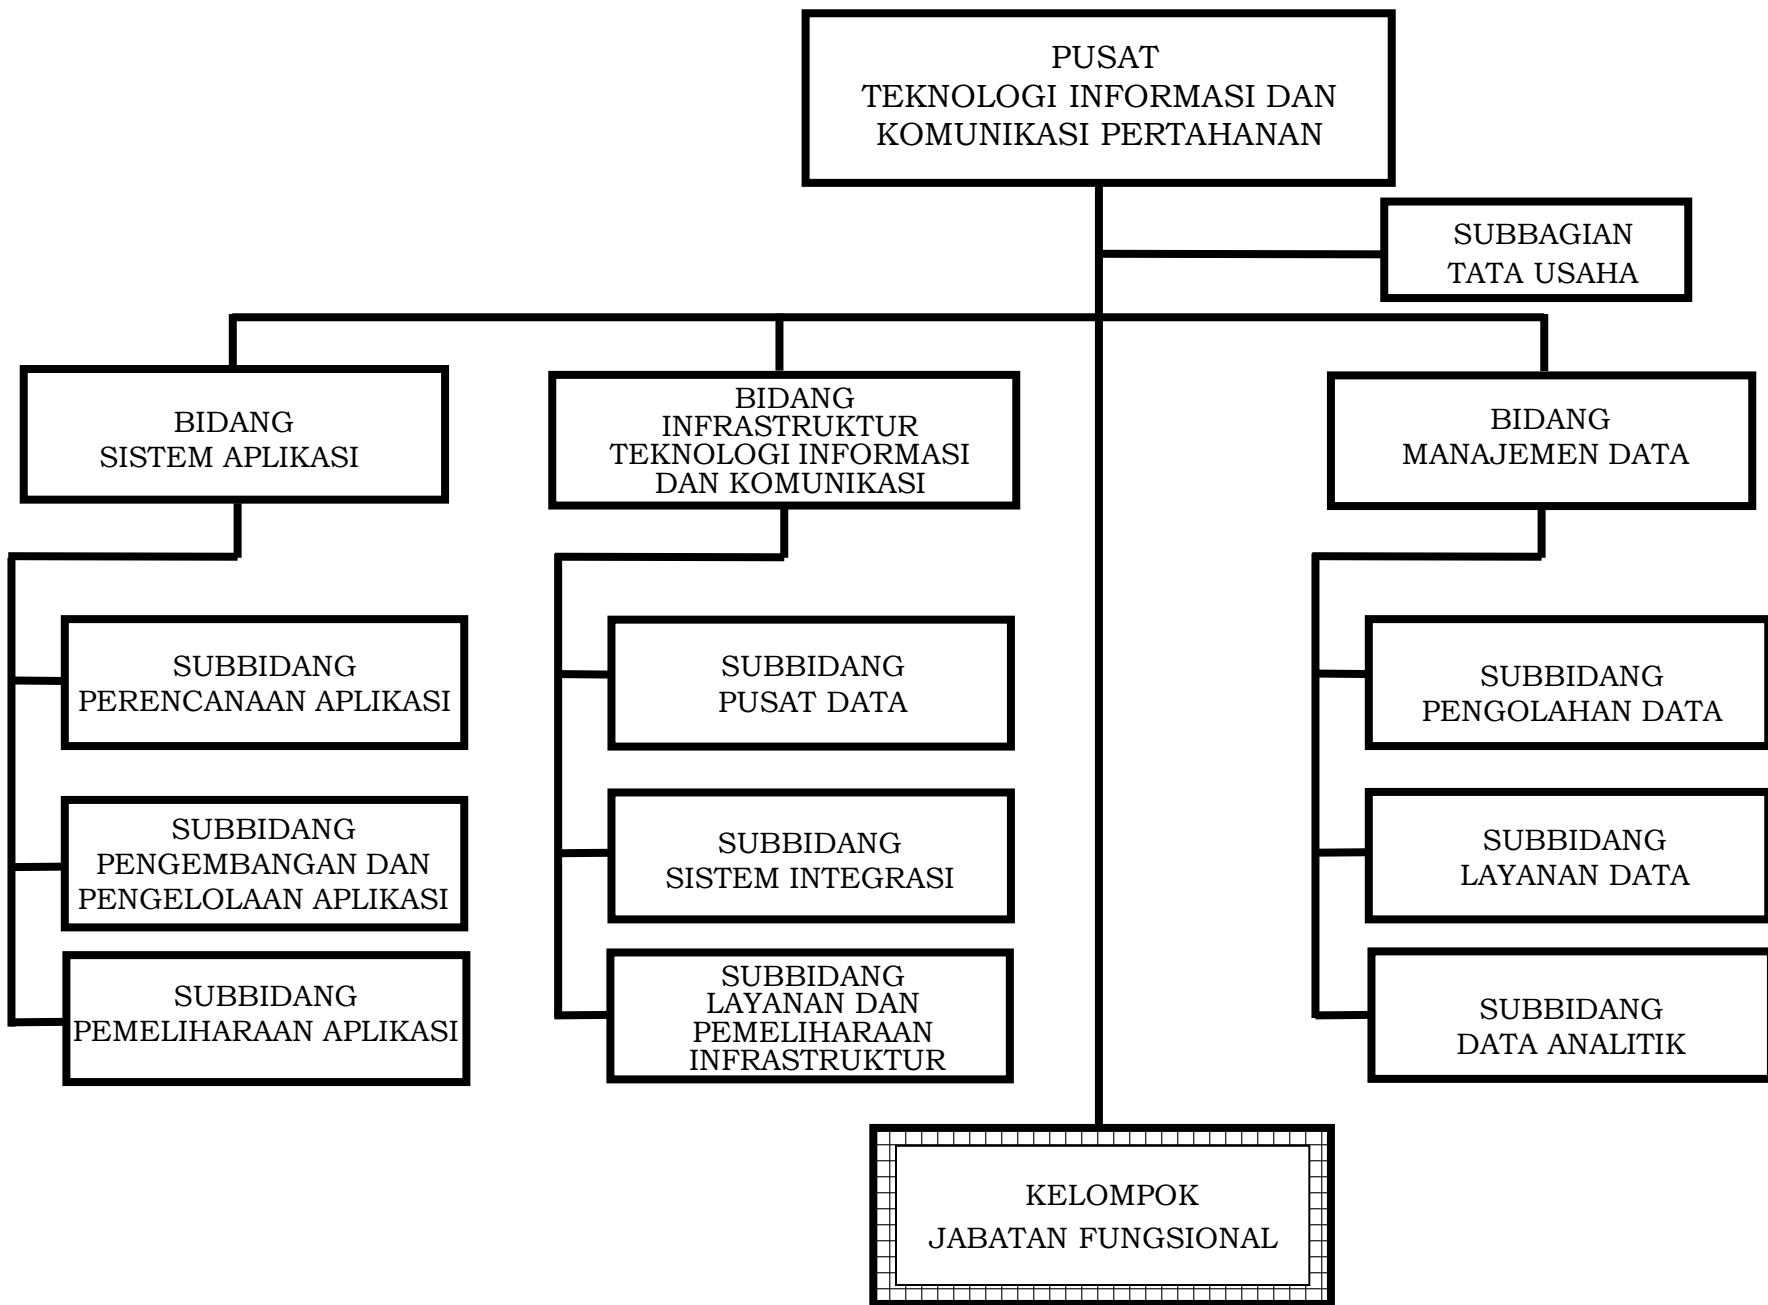 PUSAT
TEKNOLOGI INFORMASI DAN
KOMUNIKASI PERTAHANAN
SUBBAGIAN
TATA USAHA
BIDANG
SISTEM APLIKASI
BIDANG
INFRASTRUKTUR
TEKNOLOGI INFORMASI
DAN KOMUNIKASI
BIDANG
MANAJEMEN DATA
SUBBIDANG
PERENCANAAN APLIKASI
SUBBIDANG
PUSAT DATA
SUBBIDANG
PENGOLAHAN DATA
SUBBIDANG
PENGEMBANGAN DAN
PENGELOLAAN APLIKASI
SUBBIDANG
SISTEM INTEGRASI
SUBBIDANG
LAYANAN DATA
SUBBIDANG
PEMELIHARAAN APLIKASI
SUBBIDANG
LAYANAN DAN
PEMELIHARAAN
INFRASTRUKTUR
SUBBIDANG
DATA ANALITIK
KELOMPOK
JABATAN FUNGSIONAL